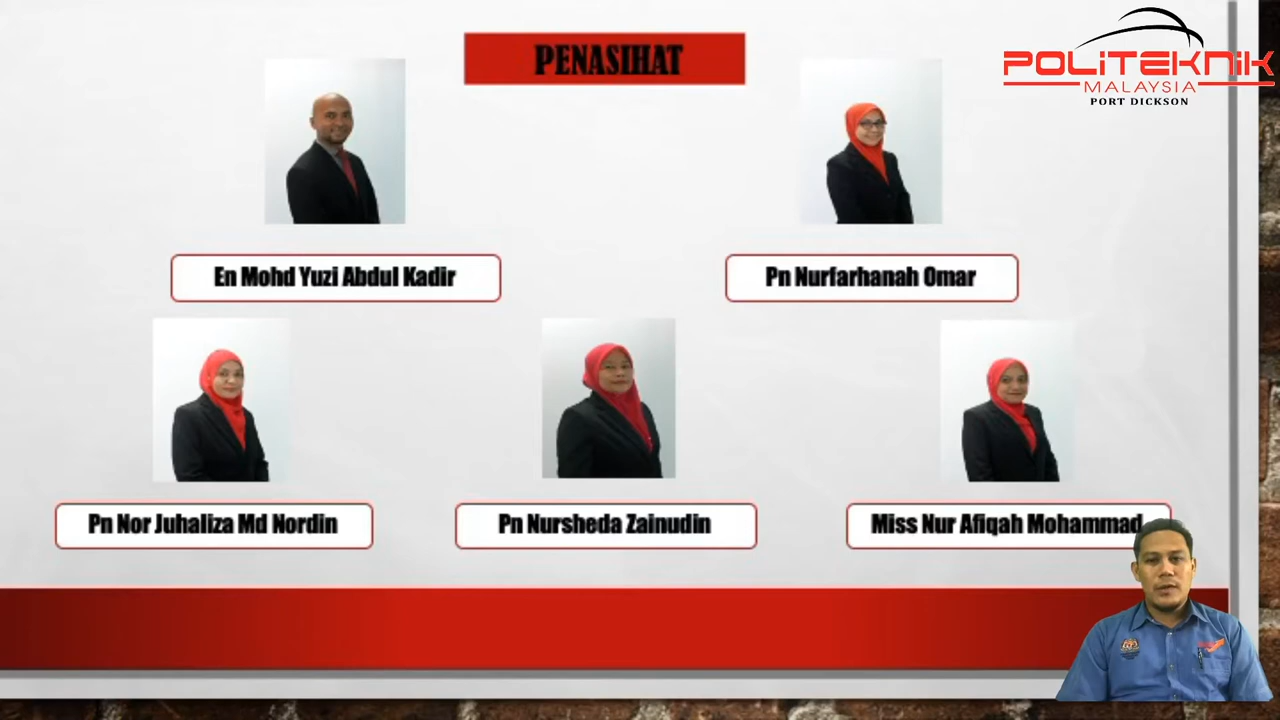 PENASIHAT
POLITEKNIK
MALAYSIA
PORT DICKSON
En Mohd Yuzi Abdul Kadir
Pn Nurfarhanah Omar
Pn Nor Juhaliza Md Nordin
Pn Nursheda Zainudin
Miss Nur Afiqah Mohammad